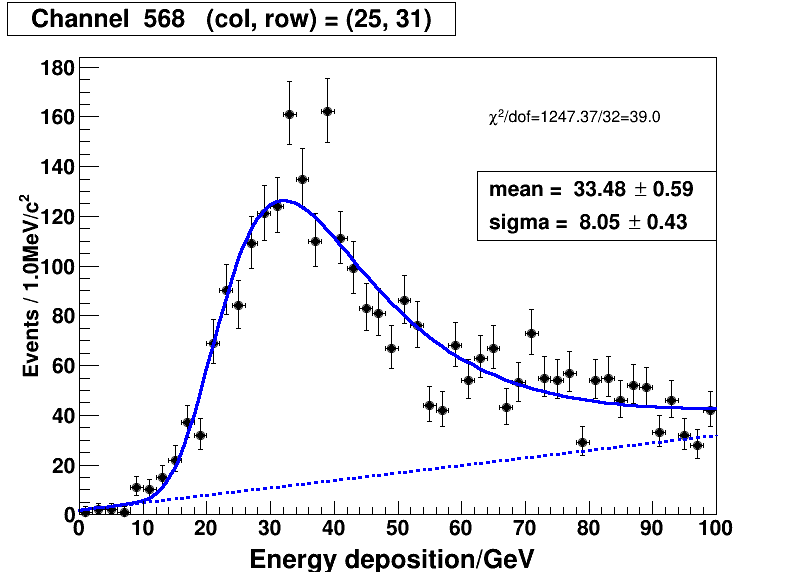 Channel 568 (col, row) = (25, 31)
χ²/dof=1247.37/32=39.0
mean = 33.48 ± 0.59
sigma = 8.05 ± 0.43
Events / 1.0MeV/c²
180
160
140
120
100
80
60
40
20
0
0 10 20 30 40 50 60 70 80 90 100
Energy deposition/GeV